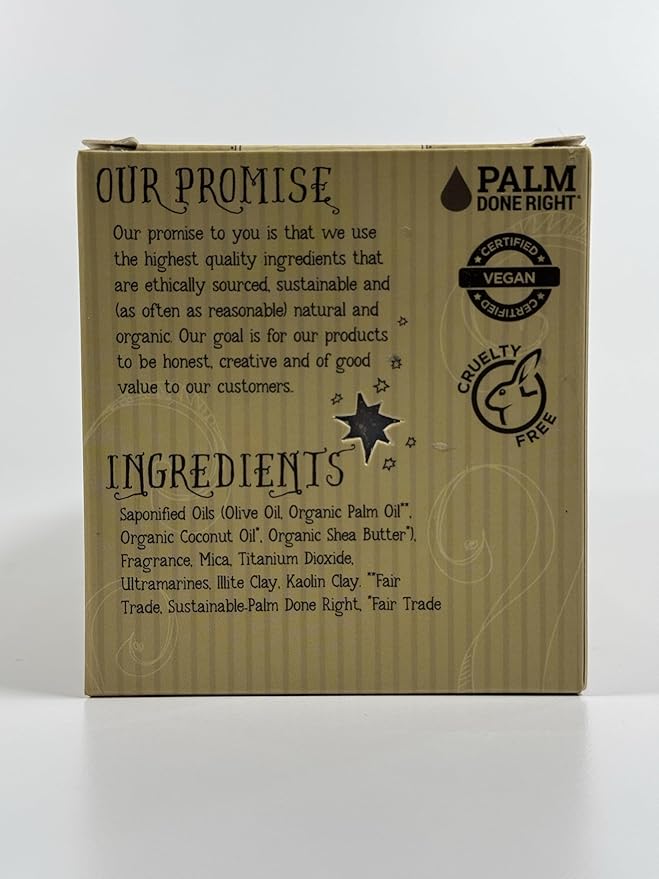 OUR PROMISE
Our promise to you is that we use
the highest quality ingredients that
are ethically sourced, sustainable and
(as often as reasonable) natural and
organic. Our goal is for our products
to be honest, creative and of good
value to our customers.
PALM
DONE RIGHT*
CERTIFIED
VEGAN
CERTIFIED
CRUELTY
FREE
INGREDIENTS
Saponified Oils (Olive Oil, Organic Palm Oil**,
Organic Coconut Oil*, Organic Shea Butter*),
Fragrance, Mica, Titanium Dioxide,
Ultramarines, Illite Clay, Kaolin Clay. **Fair
Trade, Sustainable-Palm Done Right, *Fair Trade